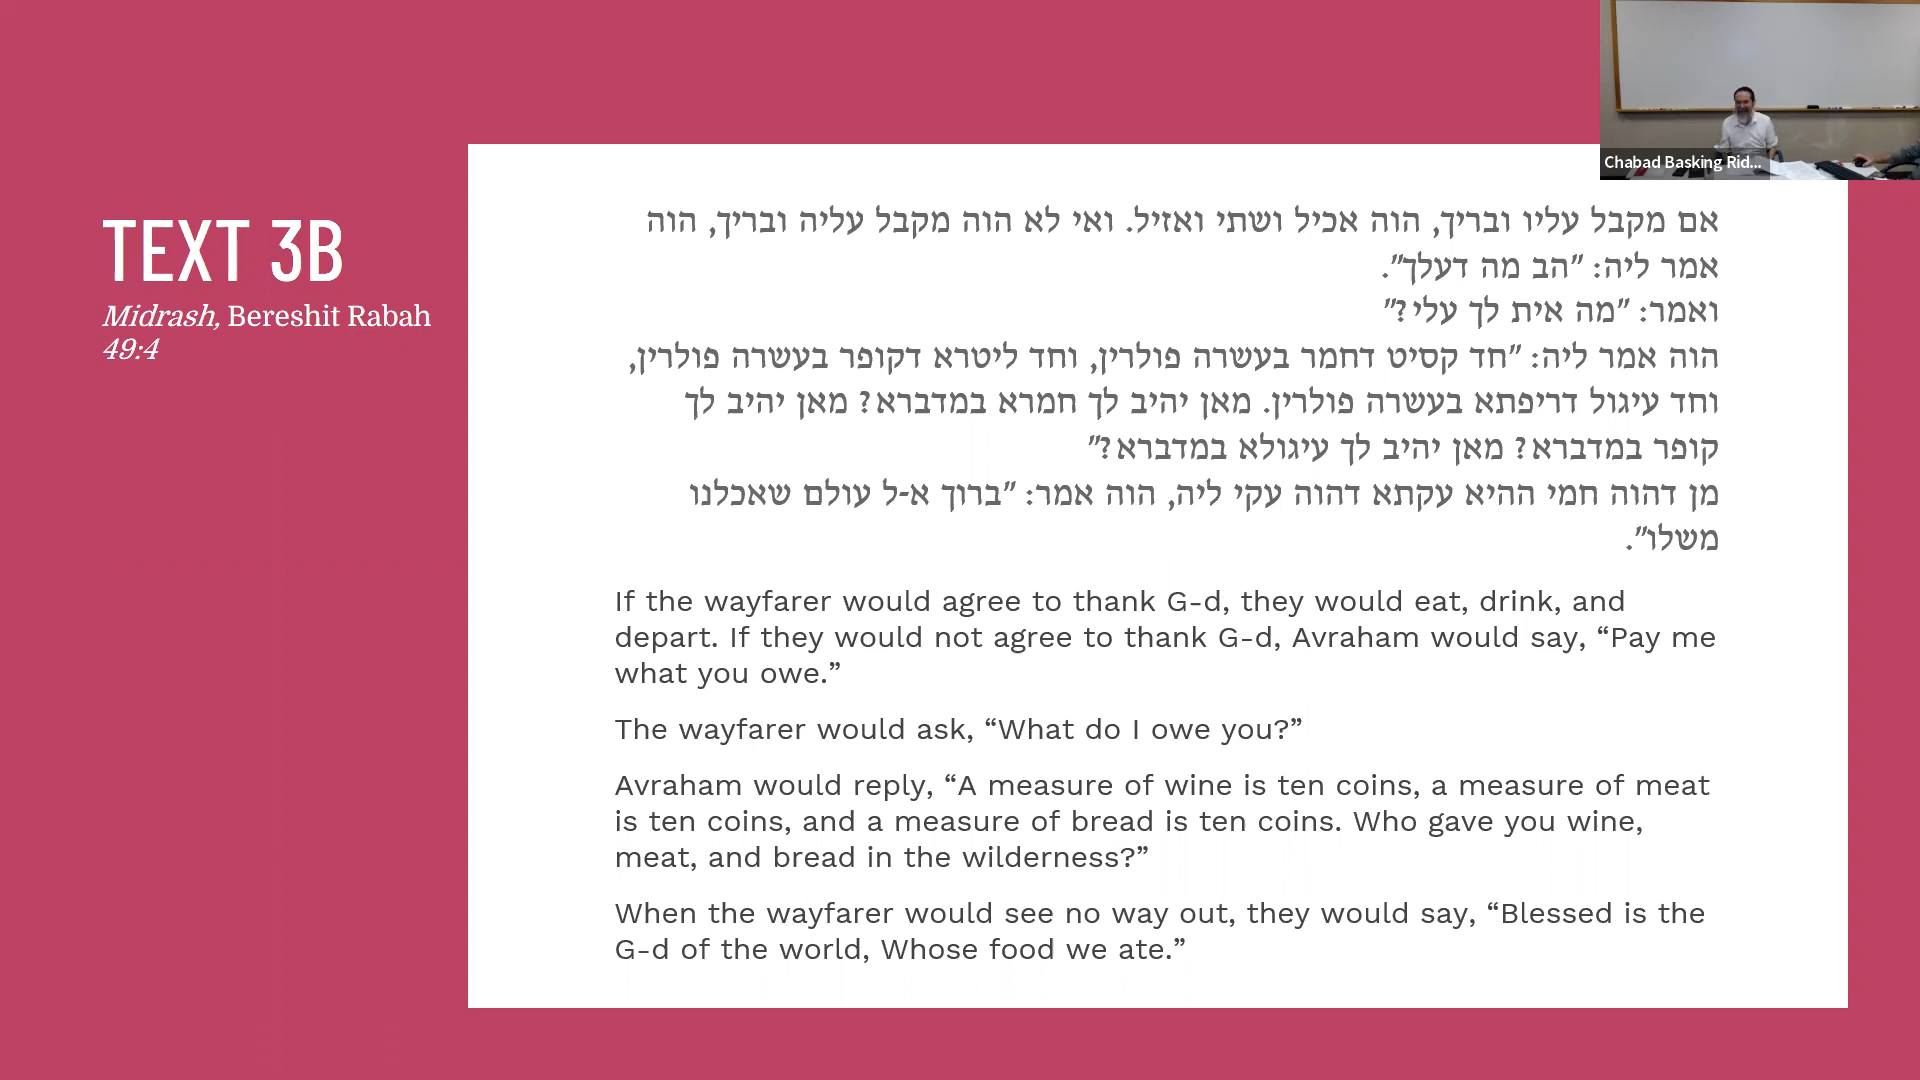 TEXT 3B
Midrash, Bereshit Rabah
49:4
Chabad Basking Rid...
אם מקבל עליו ובריך, הוה אכיל ושתי ואזיל. ואי לא הוה מקבל עליה ובריך, הוה
אמר ליה: "הב מה דעלך".
ואמר: "מה אית לך עלי?"
הוה אמר ליה: "חד קסיט דחמר בעשרה פולרין, וחד ליטרא דקופר בעשרה פולרין,
וחד עיגול דריפתא בעשרה פולרין. מאן יהיב לך חמרא במדברא? מאן יהיב לך
קופר במדברא? מאן יהיב לך עיגולא במדברא?"
מן דהוה חמי ההיא עקתא דהוה עקי ליה, הוה אמר: "ברוך א-ל עולם שאכלנו
משלו".
If the wayfarer would agree to thank G-d, they would eat, drink, and
depart. If they would not agree to thank G-d, Avraham would say, “Pay me
what you owe.”
The wayfarer would ask, “What do I owe you?”
Avraham would reply, “A measure of wine is ten coins, a measure of meat
is ten coins, and a measure of bread is ten coins. Who gave you wine,
meat, and bread in the wilderness?”
When the wayfarer would see no way out, they would say, “Blessed is the
G-d of the world, Whose food we ate.”